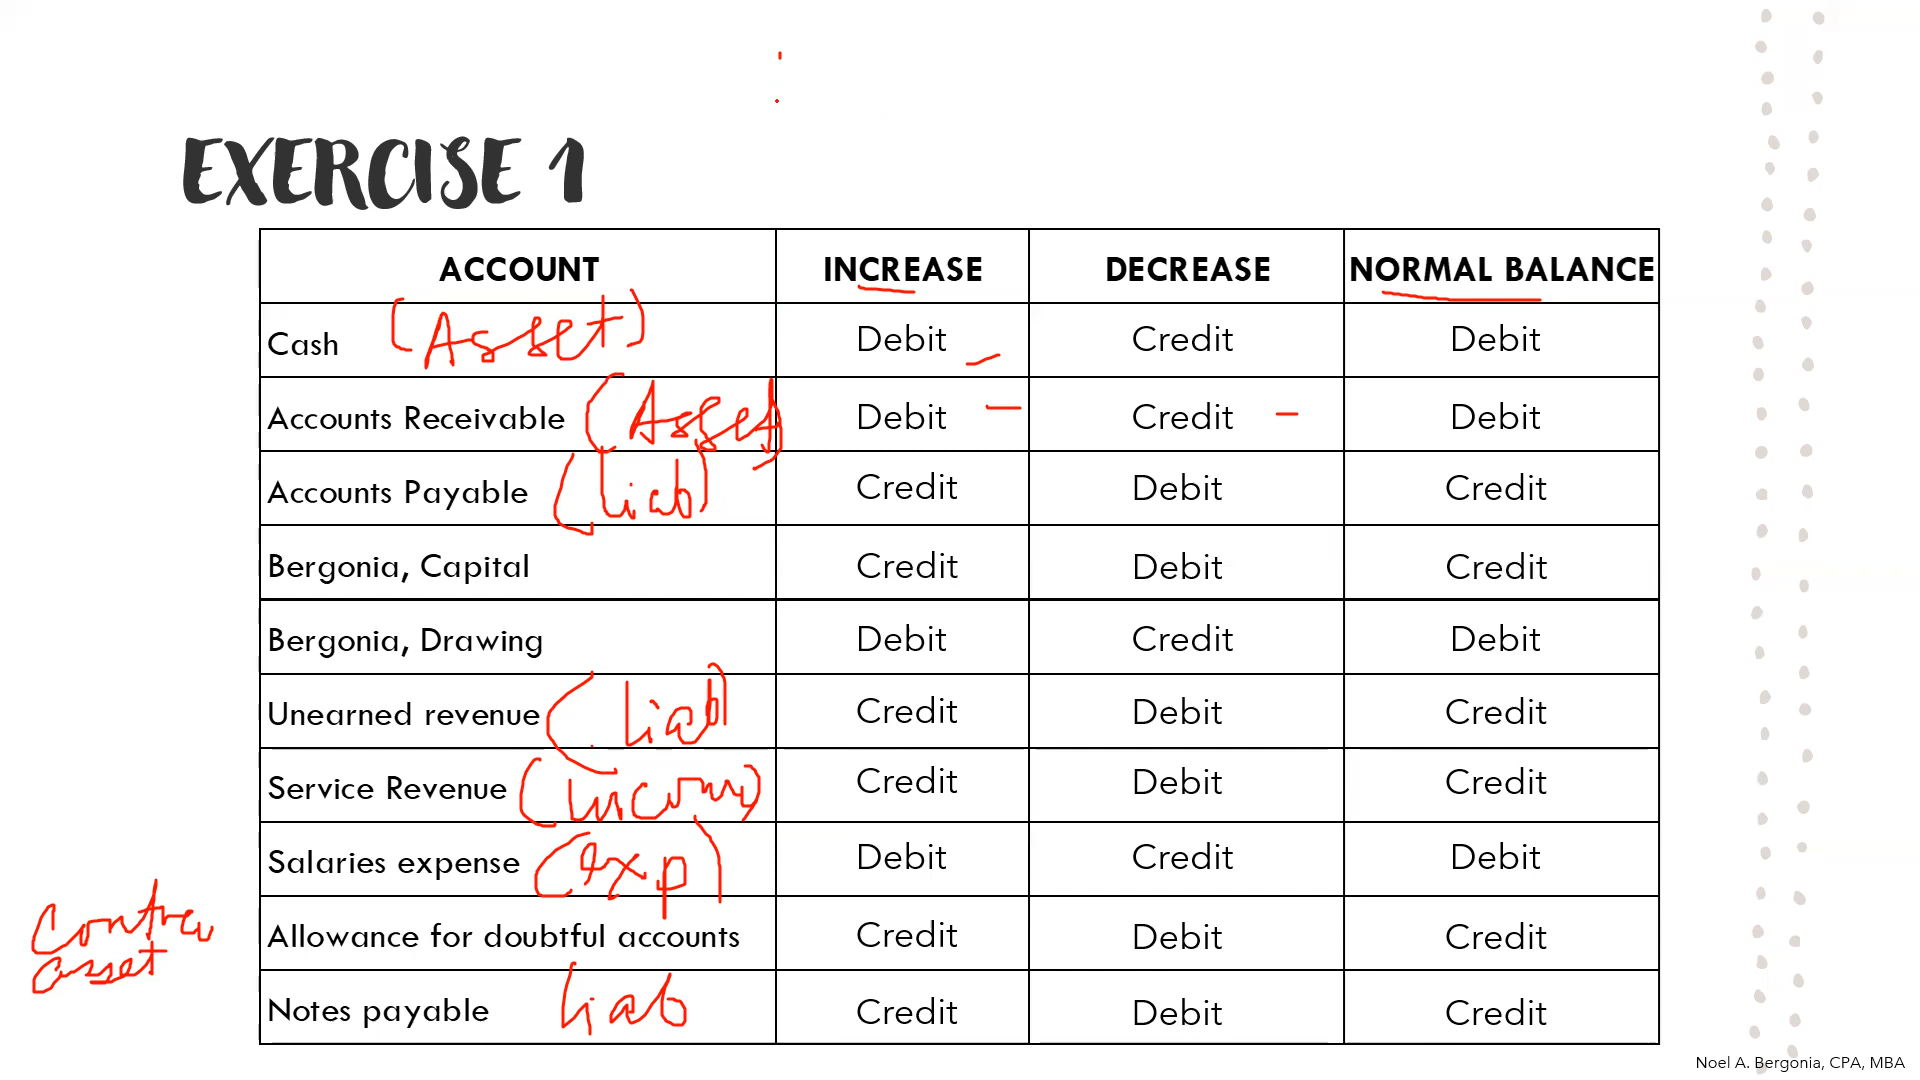 EXERCISE 1
ACCOUNT INCREASE DECREASE NORMAL BALANCE
Cash (Asset) Debit Credit Debit
Accounts Receivable (Asset) Debit Credit Debit
Accounts Payable (liab) Credit Debit Credit
Bergonia, Capital Credit Debit Credit
Bergonia, Drawing Debit Credit Debit
Unearned revenue (liab) Credit Debit Credit
Service Revenue (Income) Credit Debit Credit
Salaries expense (exp) Debit Credit Debit
Contra
asset
Allowance for doubtful accounts Credit Debit Credit
Notes payable liab Credit Debit Credit
Noel A. Bergonia, CPA, MBA